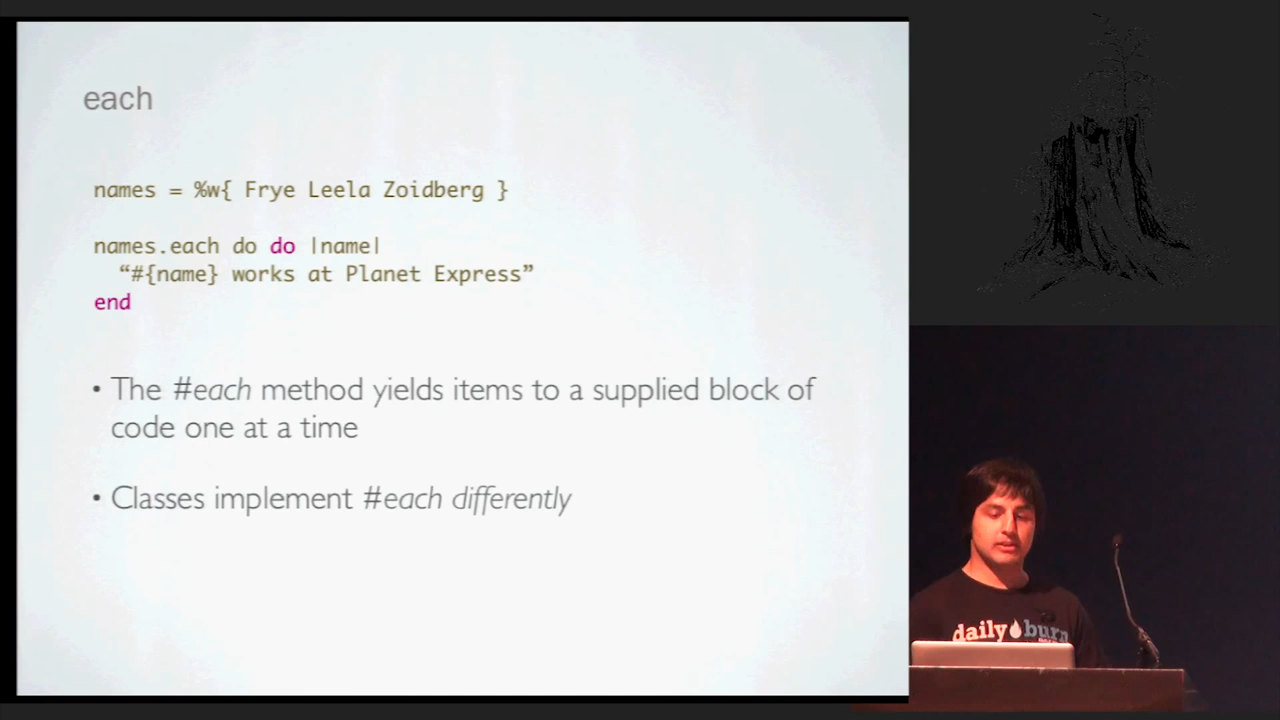 each
names = %w{ Frye Leela Zoidberg }
names.each do do |name|
“#{name} works at Planet Express”
end
• The #each method yields items to a supplied block of
code one at a time
• Classes implement #each differently
daily burn